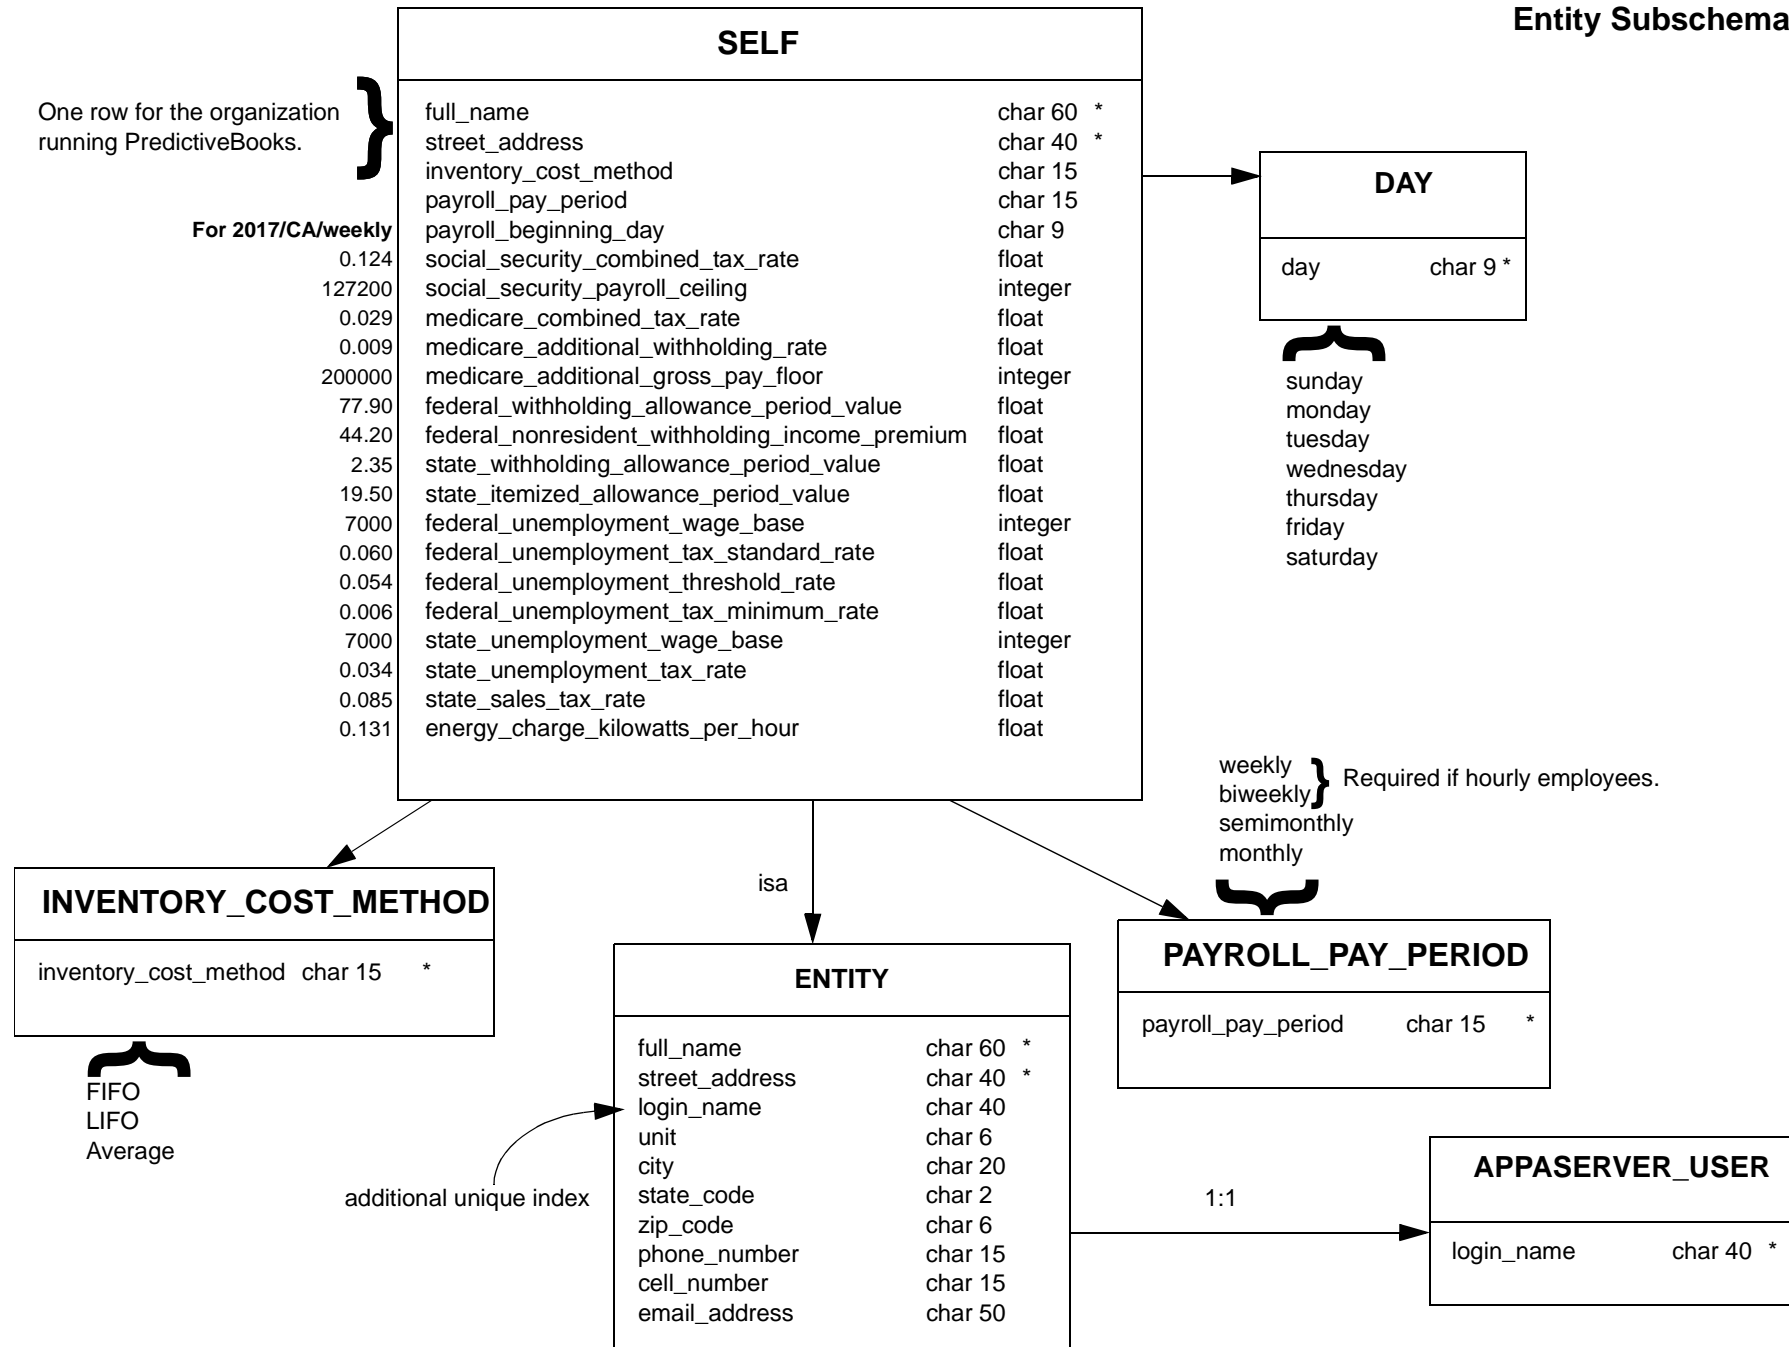 Entity Subschema
SELF
One row for the organization
running PredictiveBooks.
full_name char 60 *
street_address char 40 *
inventory_cost_method char 15
payroll_pay_period char 15
For 2017/CA/weekly payroll_beginning_day char 9
0.124 social_security_combined_tax_rate float
127200 social_security_payroll_ceiling integer
0.029 medicare_combined_tax_rate float
0.009 medicare_additional_withholding_rate float
200000 medicare_additional_gross_pay_floor integer
77.90 federal_withholding_allowance_period_value float
44.20 federal_nonresident_withholding_income_premium float
2.35 state_withholding_allowance_period_value float
19.50 state_itemized_allowance_period_value float
7000 federal_unemployment_wage_base integer
0.060 federal_unemployment_tax_standard_rate float
0.054 federal_unemployment_threshold_rate float
0.006 federal_unemployment_tax_minimum_rate float
7000 state_unemployment_wage_base integer
0.034 state_unemployment_tax_rate float
0.085 state_sales_tax_rate float
0.131 energy_charge_kilowatts_per_hour float
DAY
day char 9 *
sunday
monday
tuesday
wednesday
thursday
friday
saturday
weekly
biweekly
Required if hourly employees.
semimonthly
monthly
isa
INVENTORY_COST_METHOD
inventory_cost_method char 15 *
FIFO
LIFO
Average
PAYROLL_PAY_PERIOD
payroll_pay_period char 15 *
ENTITY
full_name char 60 *
street_address char 40 *
login_name char 40
unit char 6
city char 20
state_code char 2
zip_code char 6
phone_number char 15
cell_number char 15
email_address char 50
additional unique index
1:1
APPASERVER_USER
login_name char 40 *